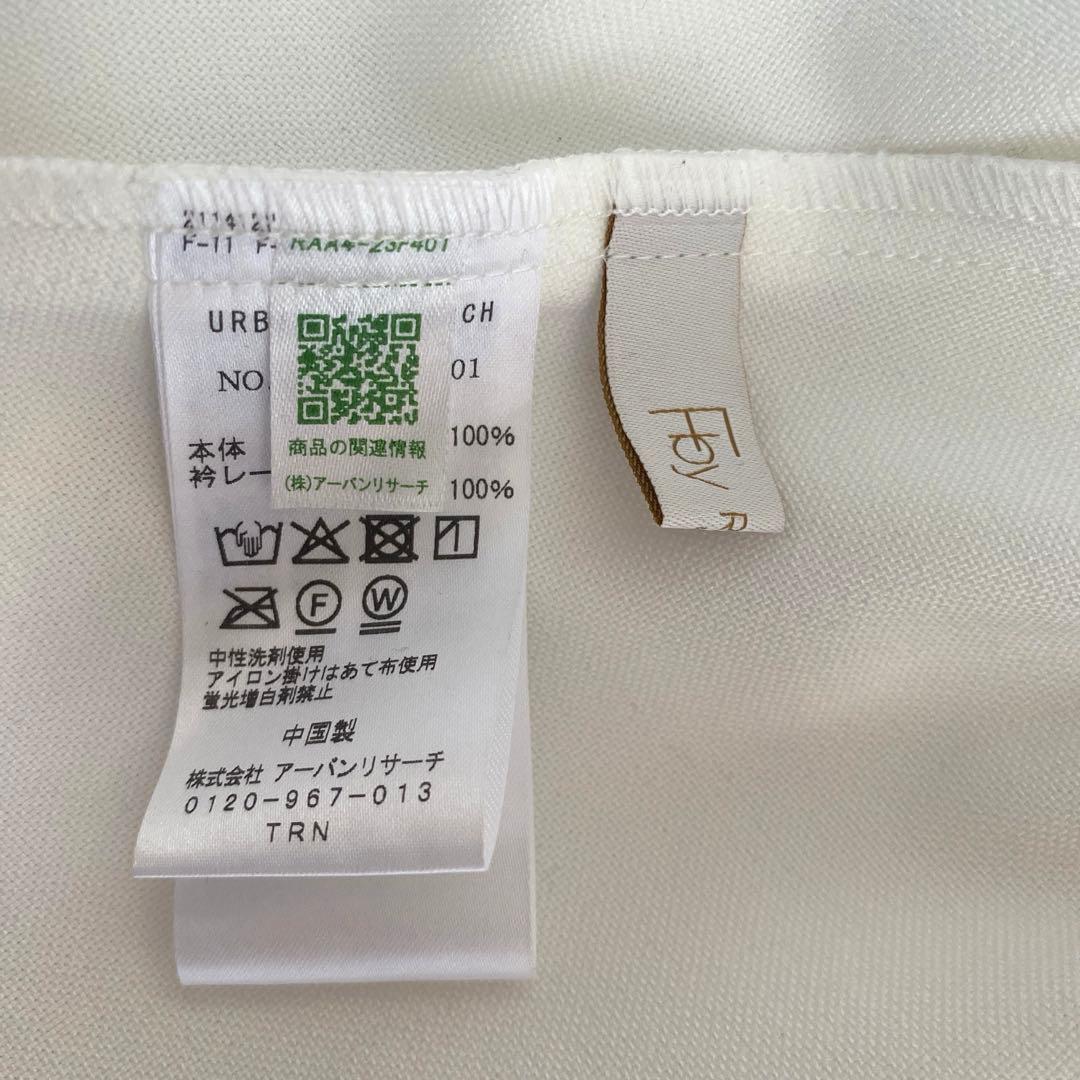 F-11 F-
RAA4-23F401
URB CH
NO. 01
本体 100%
衿レー 100%
商品の関連情報
(株)アーバンリサーチ
F W
中性洗剤使用
アイロン掛けはあて布使用
蛍光増白剤禁止
中国製
株式会社 アーバンリサーチ
0120-967-013
TRN
Fby
R